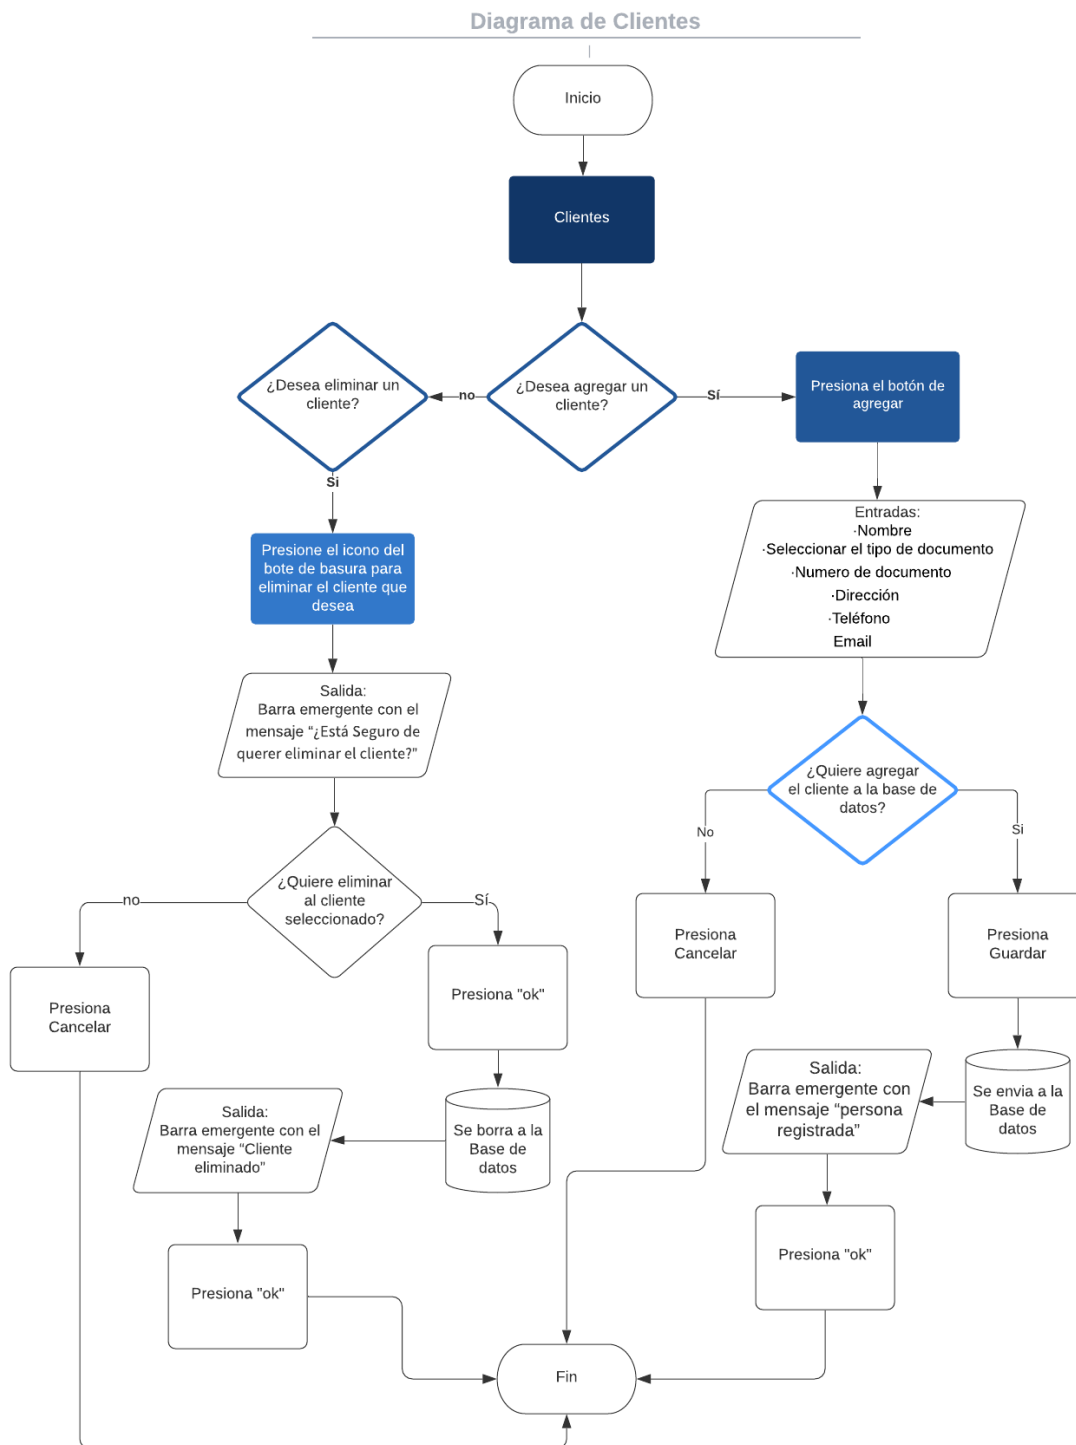 Diagrama de Clientes
Inicio
Clientes
¿Desea eliminar un
cliente?
no
¿Desea agregar un
cliente?
Sí
Presiona el botón de
agregar
Si
Entradas:
·Nombre
·Seleccionar el tipo de documento
·Numero de documento
·Dirección
·Teléfono
Email
Presione el icono del
bote de basura para
eliminar el cliente que
desea
Salida:
Barra emergente con el
mensaje “¿Está Seguro de
querer eliminar el cliente?”
¿Quiere agregar
el cliente a la base de
datos?
No
Si
¿Quiere eliminar
al cliente
seleccionado?
no
Sí
Presiona
Cancelar
Presiona
Guardar
Presiona
Cancelar
Presiona "ok"
Salida:
Barra emergente con
el mensaje “persona
registrada”
Se envia a la
Base de
datos
Salida:
Barra emergente con el
mensaje “Cliente
eliminado”
Se borra a la
Base de
datos
Presiona "ok"
Presiona "ok"
Fin